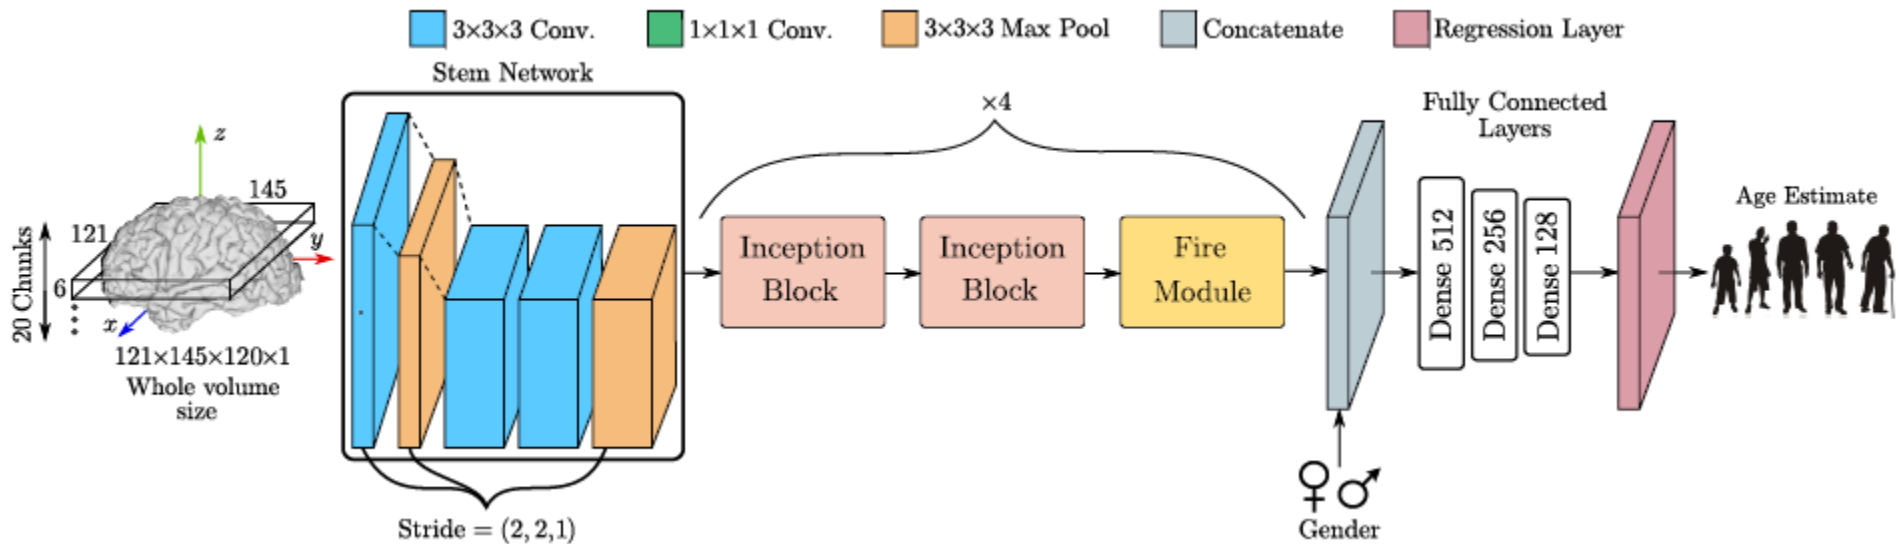 3×3×3 Conv.
1×1×1 Conv.
3×3×3 Max Pool
Concatenate
Regression Layer
Stem Network
×4
Fully Connected
Layers
z
145
121
y
6
20 Chunks
x
121×145×120×1
Whole volume
size
Inception
Block
Inception
Block
Fire
Module
Dense 512
Dense 256
Dense 128
Age Estimate
Stride = (2, 2,1)
Gender